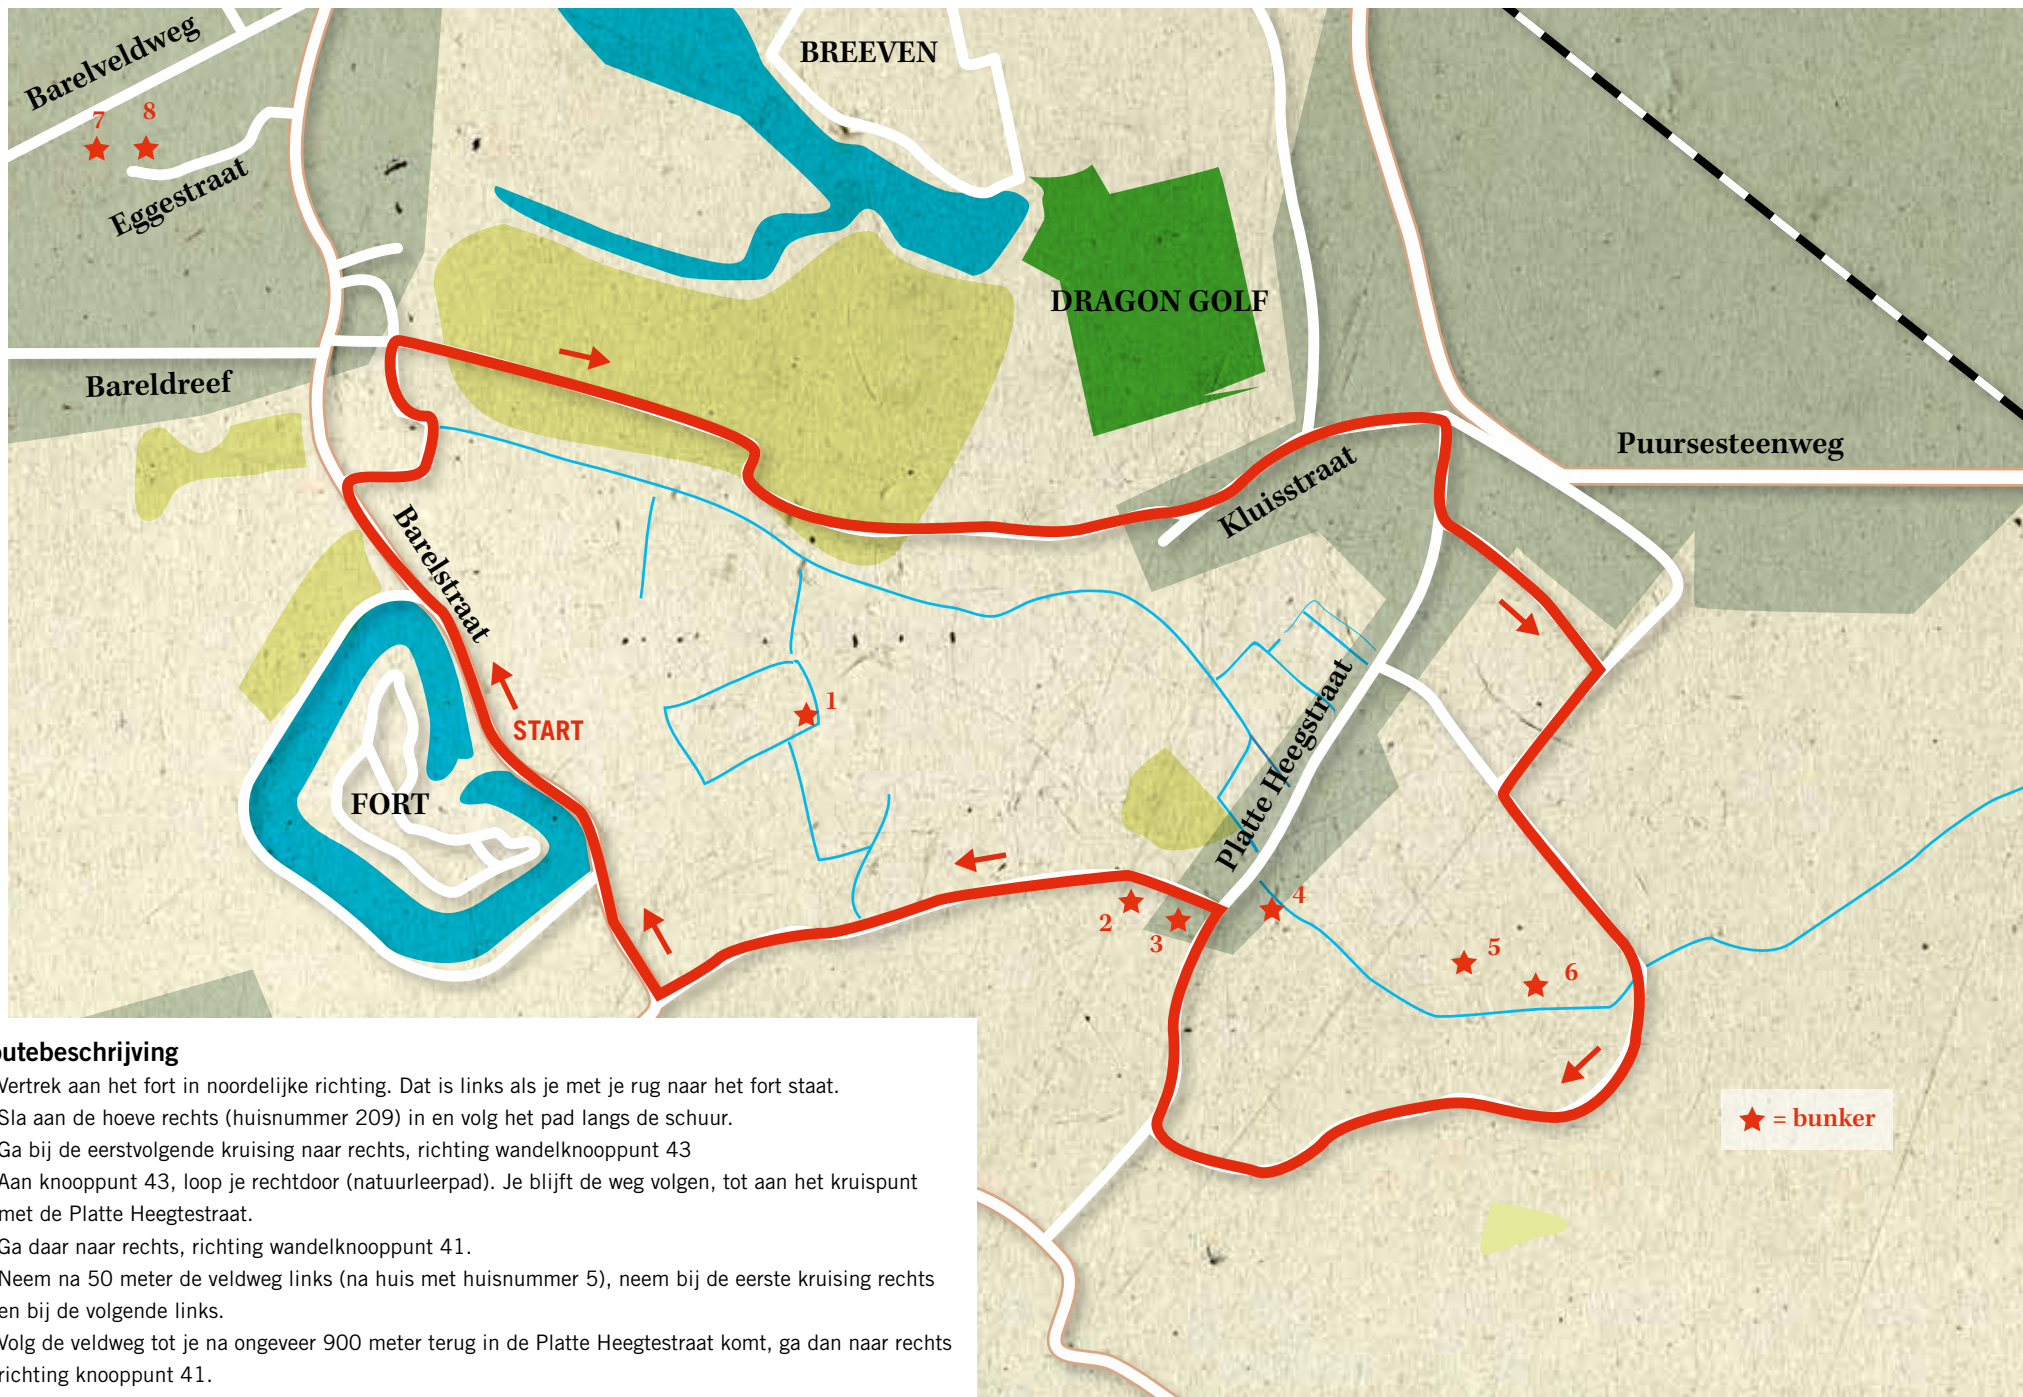 Barelveldweg
BREEVEN
7
8
Eggestraat
DRAGON GOLF
Bareldreef
Puursesteenweg
Kluisstraat
Barelstraat
START
1
Platte Heegstraat
FORT
4
2
3
5
6
= bunker
outebeschrijving
Vertrek aan het fort in noordelijke richting. Dat is links als je met je rug naar het fort staat.
Sla aan de hoeve rechts (huisnummer 209) in en volg het pad langs de schuur.
Ga bij de eerstvolgende kruising naar rechts, richting wandelknooppunt 43
Aan knooppunt 43, loop je rechtdoor (natuurleerpad). Je blijft de weg volgen, tot aan het kruispunt
met de Platte Heegtestraat.
Ga daar naar rechts, richting wandelknooppunt 41.
Neem na 50 meter de veldweg links (na huis met huisnummer 5), neem bij de eerste kruising rechts
en bij de volgende links.
Volg de veldweg tot je na ongeveer 900 meter terug in de Platte Heegtestraat komt, ga dan naar rechts
richting knooppunt 41.